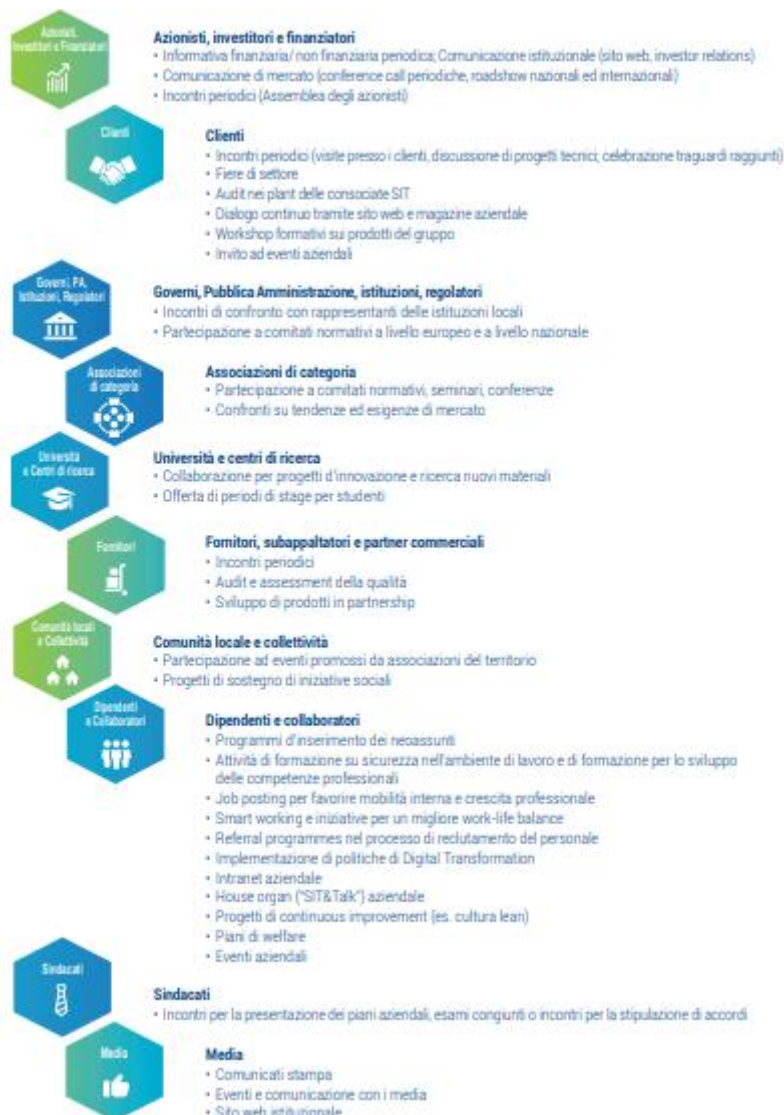 Azionisti,
Investitori e Finanziatori
Azionisti, investitori e finanziatori
• Informativa finanziaria/ non finanziaria periodica; Comunicazione istituzionale (sito web, investor relations)
• Comunicazione di mercato (conference call periodiche, roadshow nazionali ed internazionali)
• Incontri periodici (Assemblea degli azionisti)
Clienti
Clienti
• Incontri periodici (visite presso i clienti, discussione di progetti tecnici; celebrazione traguardi raggiunti)
• Fiere di settore
• Audit nei plant delle consociate SIT
• Dialogo continuo tramite sito web e magazine aziendale
• Workshop formativi sui prodotti del gruppo
• Invito ad eventi aziendali
Governi, PA,
Istituzioni, Regolatori
Governi, Pubblica Amministrazione, istituzioni, regolatori
• Incontri di confronto con rappresentanti delle istituzioni locali
• Partecipazione a comitati normativi a livello europeo e a livello nazionale
Associazioni
di categoria
Associazioni di categoria
• Partecipazione a comitati normativi, seminari, conferenze
• Confronti su tendenze ed esigenze di mercato
Università
e Centri di ricerca
Università e centri di ricerca
• Collaborazione per progetti d'innovazione e ricerca nuovi materiali
• Offerta di periodi di stage per studenti
Fornitori
Fornitori, subappaltatori e partner commerciali
• Incontri periodici
• Audit e assessment della qualità
• Sviluppo di prodotti in partnership
Comunità locali
e Collettività
Comunità locale e collettività
• Partecipazione ad eventi promossi da associazioni del territorio
• Progetti di sostegno di iniziative sociali
Dipendenti
e Collaboratori
Dipendenti e collaboratori
• Programmi d'inserimento dei neoassunti
• Attività di formazione su sicurezza nell'ambiente di lavoro e di formazione per lo sviluppo
delle competenze professionali
• Job posting per favorire mobilità interna e crescita professionale
• Smart working e iniziative per un migliore work-life balance
• Referral programmes nel processo di reclutamento del personale
• Implementazione di politiche di Digital Transformation
• Intranet aziendale
• House organ ("SIT&Talk") aziendale
• Progetti di continuous improvement (es. cultura lean)
• Piani di welfare
• Eventi aziendali
Sindacati
Sindacati
• Incontri per la presentazione dei piani aziendali, esami congiunti o incontri per la stipulazione di accordi
Media
Media
• Comunicati stampa
• Eventi e comunicazione con i media
• Sito web istituzionale